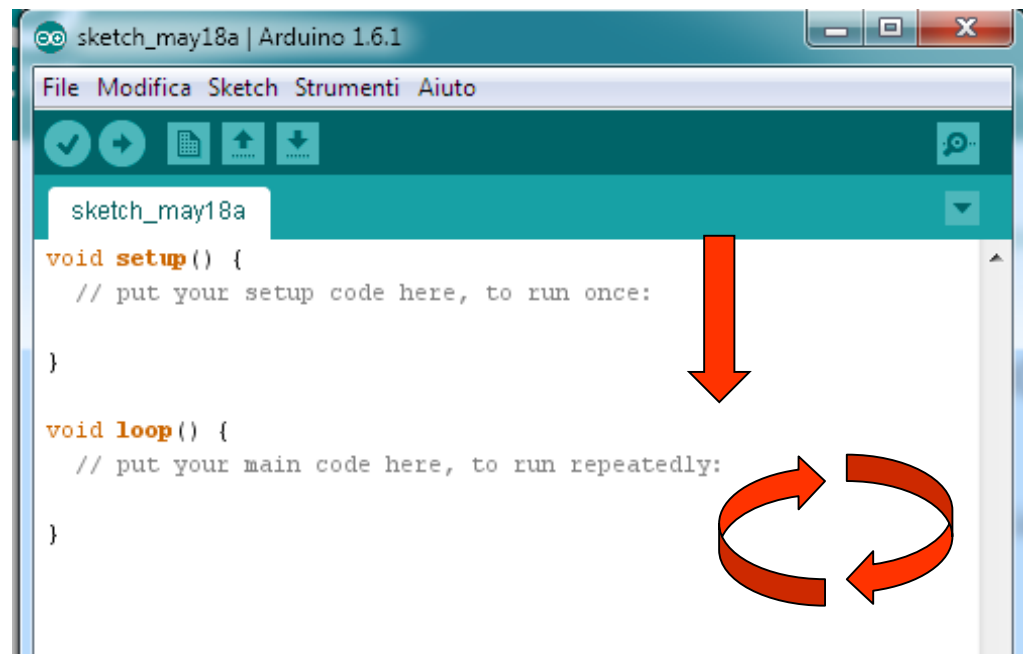 sketch_may18a | Arduino 1.6.1
File Modifica Sketch Strumenti Aiuto
sketch_may18a
void setup() {
  // put your setup code here, to run once:
}
void loop() {
  // put your main code here, to run repeatedly:
}